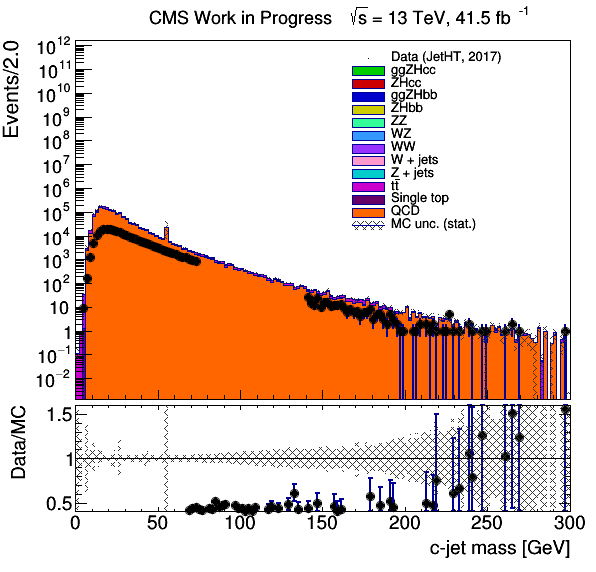 CMS Work in Progress √s = 13 TeV, 41.5 fb⁻¹
Events/2.0
10¹²
10¹¹
10¹⁰
10⁹
10⁸
10⁷
10⁶
10⁵
10⁴
10³
10²
10
1
10⁻¹
10⁻²
Data (JetHT, 2017)
ggZHcc
ZHcc
ggZHbb
ZHbb
ZZ
WZ
WW
W + jets
Z + jets
tt̄
Single top
QCD
MC unc. (stat.)
Data/MC
1.5
1
0.5
0 50 100 150 200 250 300
c-jet mass [GeV]